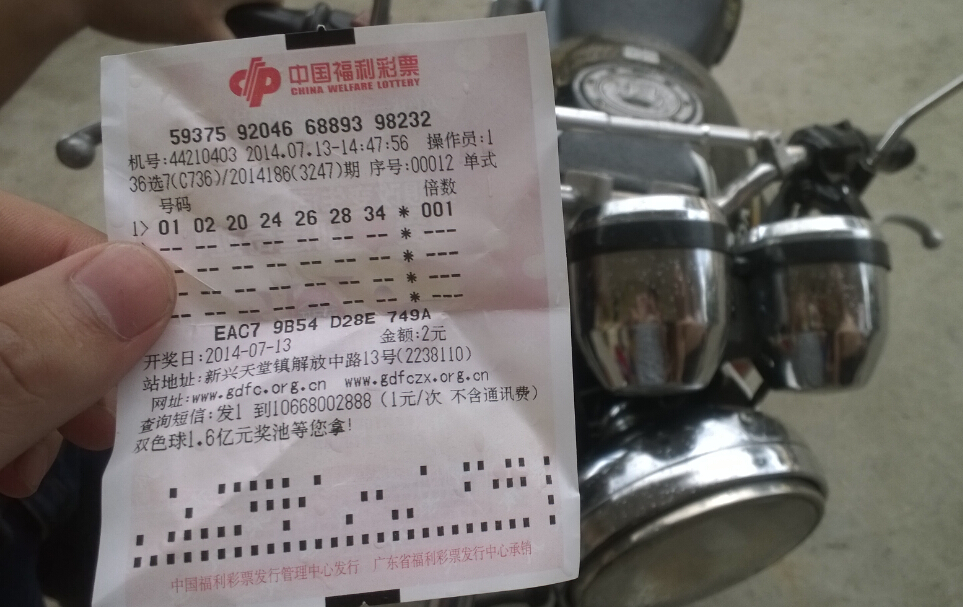 中国福利彩票
CHINA WELFARE LOTTERY
59375 92046 68893 98232
机号:44210403 2014.07.13-14:47:56 操作员:1
36选7(C736)/2014186(3247)期 序号:00012 单式
号码 倍数
1> 01 02 20 24 26 28 34 * 001
-- -- -- -- -- -- -- * ---
-- -- -- -- -- -- * ---
-- -- -- -- -- -- * ---
-- -- -- -- -- -- * ---
EAC7 9B54 D28E 749A
开奖日:2014-07-13 金额:2元
站地址:新兴天堂镇解放中路13号(2238110)
网址:www.gdfc.org.cn www.gdfczx.org.cn
查询短信:发1 到10668002888(1元/次 不含通讯费)
双色球1.6亿元奖池等您拿!
中国福利彩票发行管理中心发行 广东省福利彩票发行中心承销